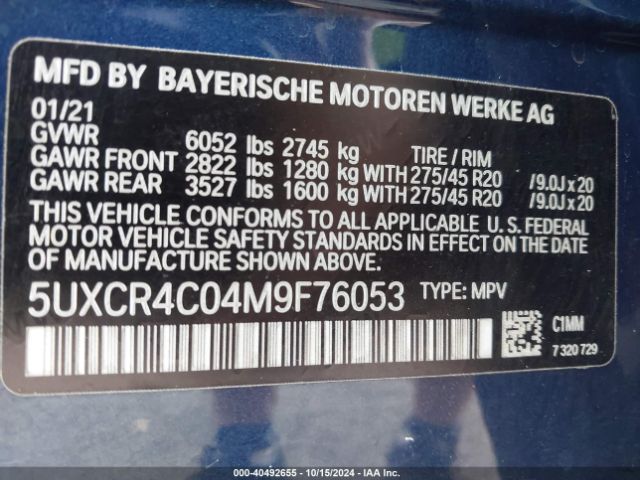 MFD BY BAYERISCHE MOTOREN WERKE AG
01/21
GVWR 6052 lbs 2745 kg TIRE / RIM
GAWR FRONT 2822 lbs 1280 kg WITH 275/45 R20 /9.0J x 20
GAWR REAR 3527 lbs 1600 kg WITH 275/45 R20 /9.0J x 20
THIS VEHICLE CONFORMS TO ALL APPLICABLE U. S. FEDERAL
MOTOR VEHICLE SAFETY STANDARDS IN EFFECT ON THE DATE
OF MANUFACTURE SHOWN ABOVE.
5UXCR4C04M9F76053 TYPE: MPV
C1MM
7 320 729
000 - 40492655 - 10/15/2024 - IAA Inc.